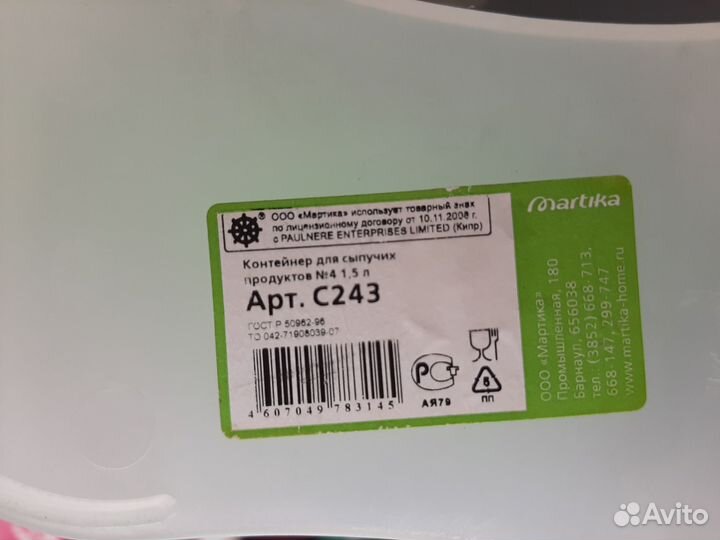 ® ООО «Мартика» использует товарный знак
по лицензионному договору от 10.11.2008 г.
с PAULNERE ENTERPRISES LIMITED (Кипр)
Контейнер для сыпучих
продуктов №4 1,5 л
Арт. С243
ГОСТ Р 50962-96
ТО 042-71908039-07
4 607049 783145
РСТ
АЯ79
5
ПП
martika
ООО «Мартика»
Промышленная, 180
Барнаул, 656038
тел.: (3852) 668-713,
668-147, 299-747
www.martika-home.ru
Avito